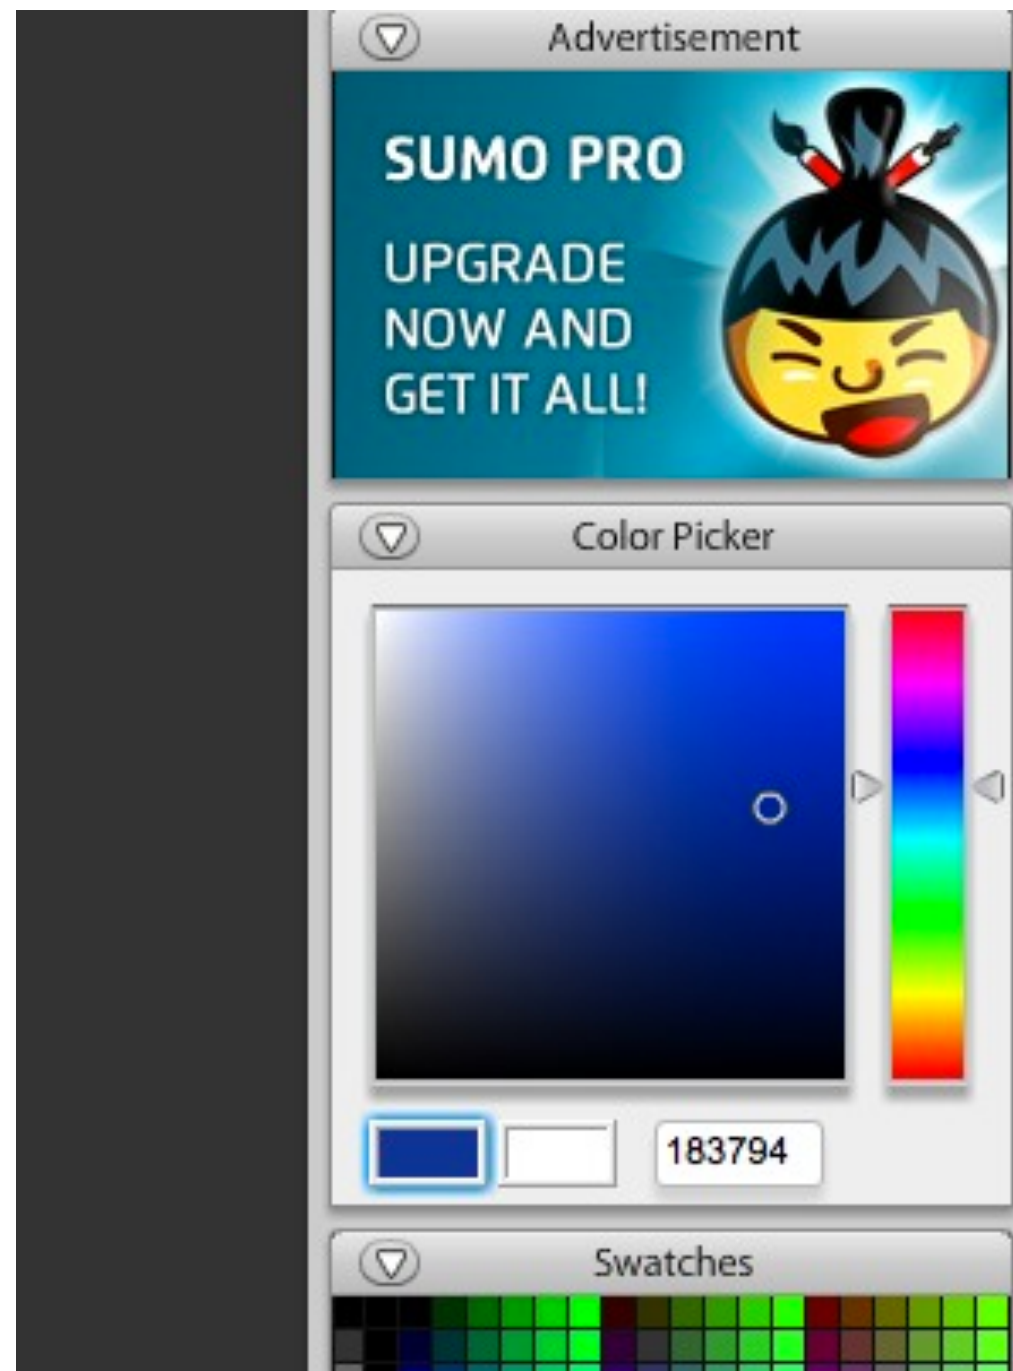 Advertisement
SUMO PRO
UPGRADE
NOW AND
GET IT ALL!
Color Picker
183794
Swatches